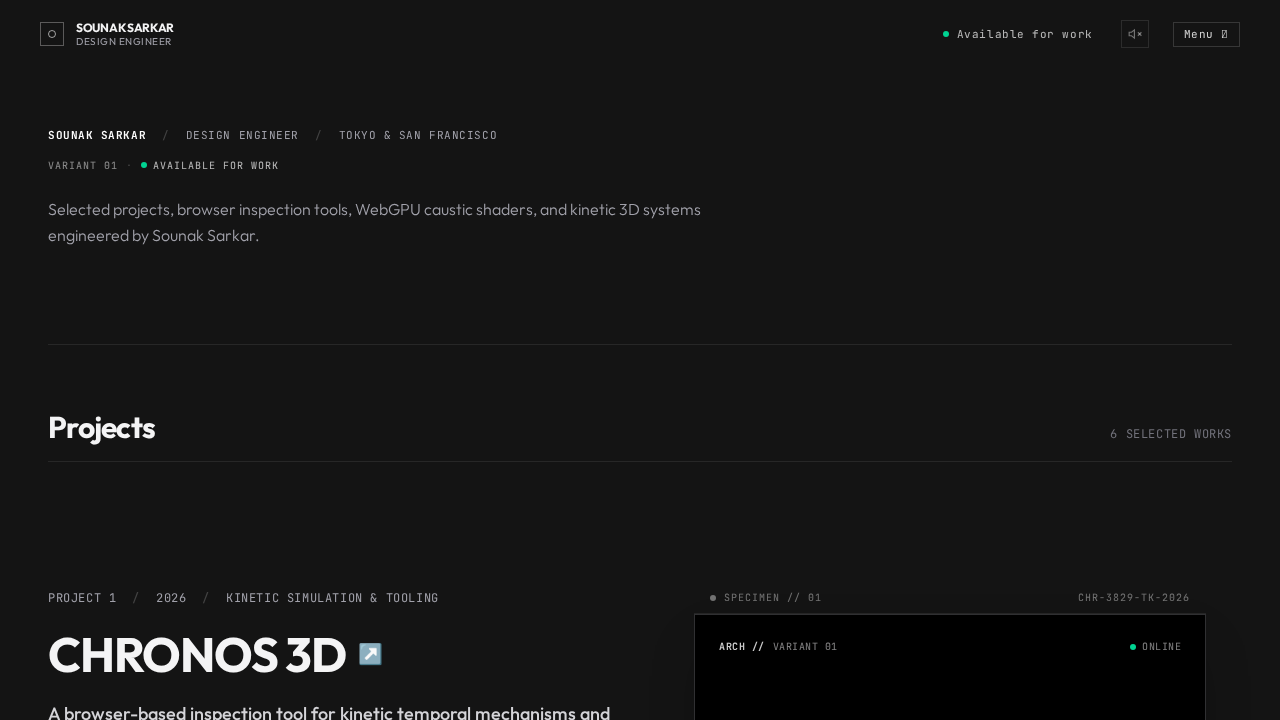 SOUNAK SARKAR
DESIGN ENGINEER
Available for work
Menu
SOUNAK SARKAR / DESIGN ENGINEER / TOKYO & SAN FRANCISCO
VARIANT 01 · AVAILABLE FOR WORK
Selected projects, browser inspection tools, WebGPU caustic shaders, and kinetic 3D systems
engineered by Sounak Sarkar.
Projects
6 SELECTED WORKS
PROJECT 1 / 2026 / KINETIC SIMULATION & TOOLING
CHRONOS 3D ↗
A browser-based inspection tool for kinetic temporal mechanisms and
SPECIMEN // 01
CHR-3829-TK-2026
ARCH // VARIANT 01
ONLINE